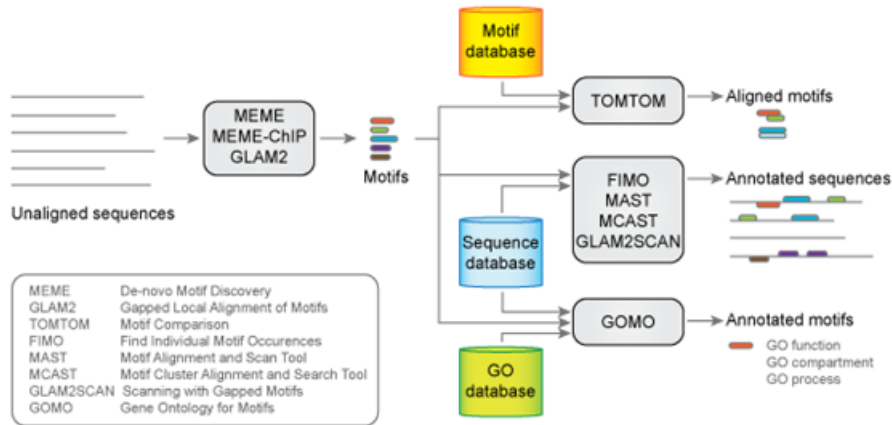 Motif
database
MEME
MEME-ChIP
GLAM2
TOMTOM
Aligned motifs
Motifs
Unaligned sequences
FIMO
MAST
MCAST
GLAM2SCAN
Annotated sequences
Sequence
database
GOMO
Annotated motifs
GO function
GO compartment
GO process
GO
database
MEME De-novo Motif Discovery
GLAM2 Gapped Local Alignment of Motifs
TOMTOM Motif Comparison
FIMO Find Individual Motif Occurences
MAST Motif Alignment and Scan Tool
MCAST Motif Cluster Alignment and Search Tool
GLAM2SCAN Scanning with Gapped Motifs
GOMO Gene Ontology for Motifs